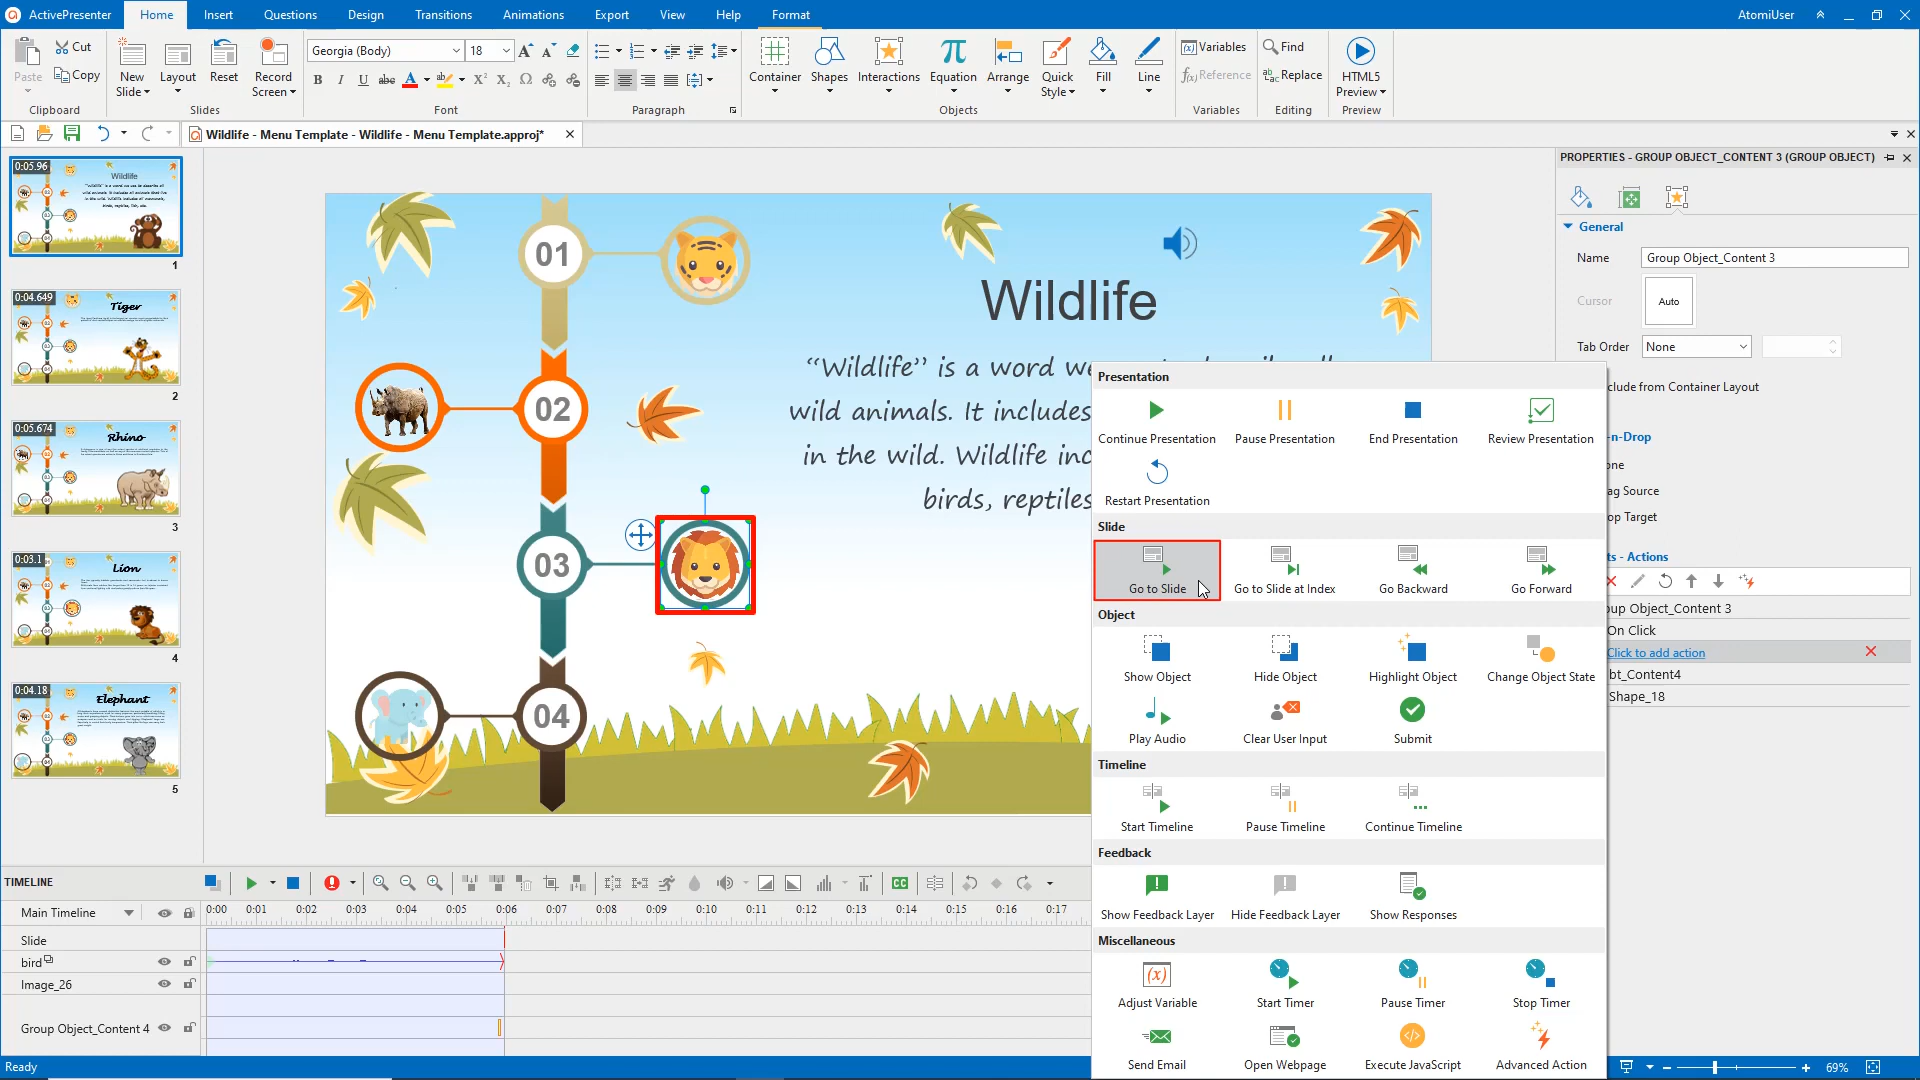 ActivePresenter
Home
Insert
Questions
Design
Transitions
Animations
Export
View
Help
Format
AtomiUser
Paste
Cut
Copy
Clipboard
New Slide
Layout
Reset
Record Screen
Slides
Georgia (Body)
18
Font
Paragraph
Container
Shapes
Interactions
Equation
Arrange
Quick Style
Fill
Line
Objects
(x) Variables
f(x) Reference
Variables
Find
Replace
Editing
HTML5 Preview
Preview
Wildlife - Menu Template - Wildlife - Menu Template.approj*
0:05.96
Wildlife
1
0:04.649
Tiger
2
0:05.674
Rhino
3
0:03.1
Lion
4
0:04.18
Elephant
5
01
02
03
04
Wildlife
“Wildlife” is a word we
wild animals. It includes
in the wild. Wildlife inc
birds, reptiles
PROPERTIES - GROUP OBJECT_CONTENT 3 (GROUP OBJECT)
General
Name
Group Object_Content 3
Cursor
Auto
Tab Order
None
clude from Container Layout
-n-Drop
one
ag Source
op Target
ts - Actions
up Object_Content 3
On Click
Click to add action
bt_Content4
Shape_18
Presentation
Continue Presentation
Pause Presentation
End Presentation
Review Presentation
Restart Presentation
Slide
Go to Slide
Go to Slide at Index
Go Backward
Go Forward
Object
Show Object
Hide Object
Highlight Object
Change Object State
Play Audio
Clear User Input
Submit
Timeline
Start Timeline
Pause Timeline
Continue Timeline
Feedback
Show Feedback Layer
Hide Feedback Layer
Show Responses
Miscellaneous
Adjust Variable
Start Timer
Pause Timer
Stop Timer
Send Email
Open Webpage
Execute JavaScript
Advanced Action
TIMELINE
CC
Main Timeline
0:00 0:01 0:02 0:03 0:04 0:05 0:06 0:07 0:08 0:09 0:10 0:11 0:12 0:13 0:14 0:15 0:16 0:17
Slide
bird
Image_26
Group Object_Content 4
Ready
69%